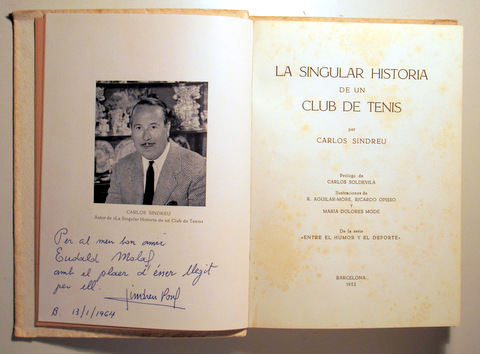 CARLOS SINDREU
Autor de «La Singular Historia de un Club de Tenis»
Per al meu bon amic
Eudald
amb el plaer d'ésser llegit
per ell.
Sindreu Pons
B. 13/1/1964
LA SINGULAR HISTORIA
DE UN
CLUB DE TENIS
por
CARLOS SINDREU
Prólogo de
CARLOS SOLDEVILA
Ilustraciones de
R. AGUILAR-MORE, RICARDO OPISSO
y
MARIA DOLORES MODE
De la serie
«ENTRE EL HUMOR Y EL DEPORTE»
BARCELONA